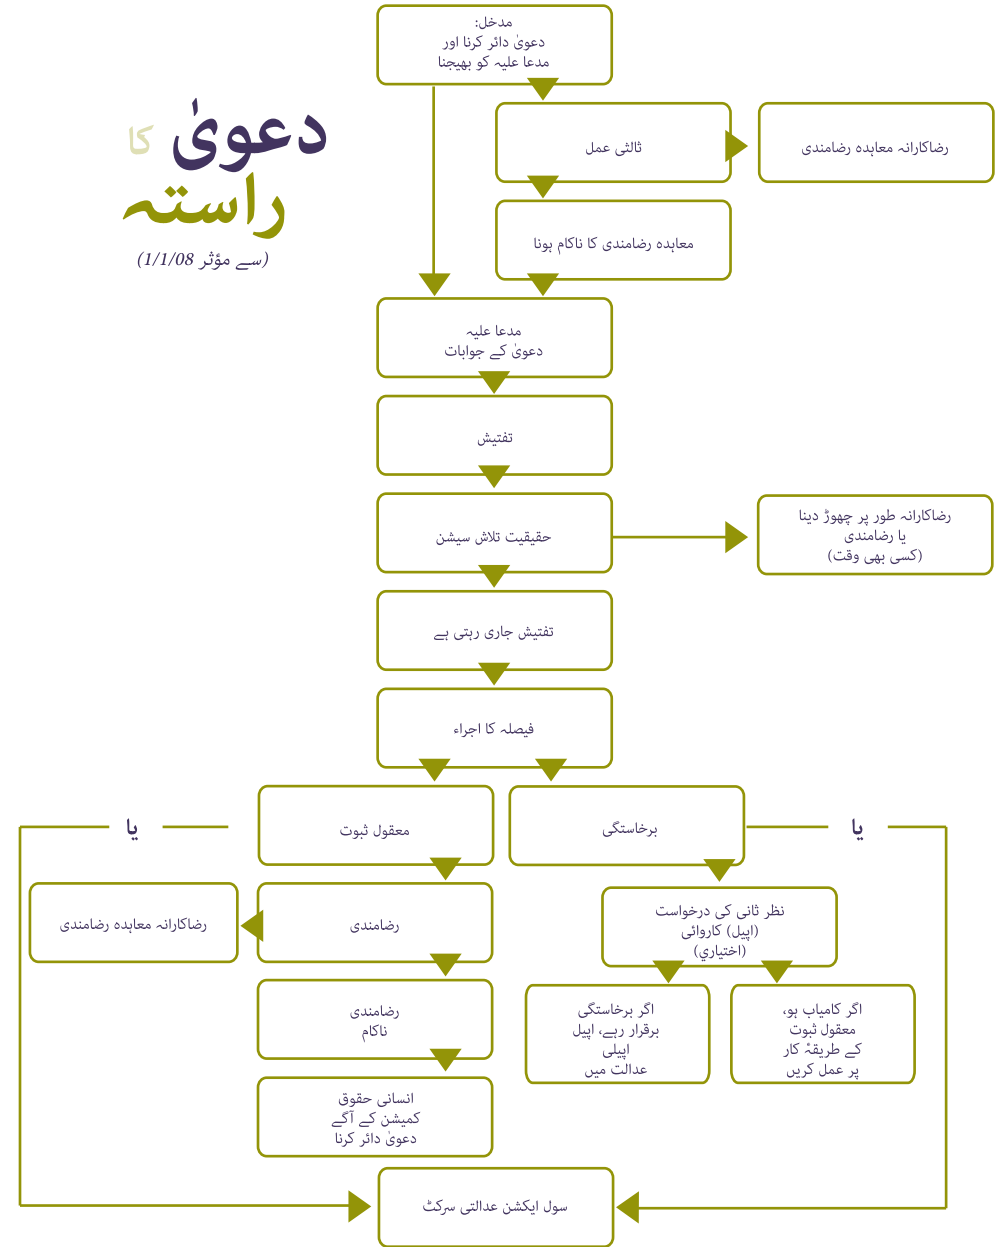 مدخل:
دعویٰ دائر کرنا اور
مدعا علیہ کو بھیجنا
دعویٰ کا
راستہ
(سے مؤثر 1/1/08)
ثالثی عمل
رضاکارانہ معاہدہ رضامندی
معاہدہ رضامندی کا ناکام ہونا
مدعا علیہ
دعویٰ کے جوابات
تفتیش
حقیقیت تلاش سیشن
رضاکارانہ طور پر چھوڑ دینا
یا رضامندی
(کسی بھی وقت)
تفتیش جاری رہتی ہے
فیصلہ کا اجراء
یا
برخاستگی
معقول ثبوت
یا
نظر ثانی کی درخواست
(اپیل) کاروائی
(اختیاري)
رضامندی
رضاکارانہ معاہدہ رضامندی
اگر کامیاب ہو،
معقول ثبوت
کے طریقۂ کار
پر عمل کریں
اگر برخاستگی
برقرار رہے، اپیل
اپیلی
عدالت میں
رضامندی
ناکام
انسانی حقوق
کمیشن کے آگے
دعویٰ دائر کرنا
سول ایکشن عدالتی سرکٹ